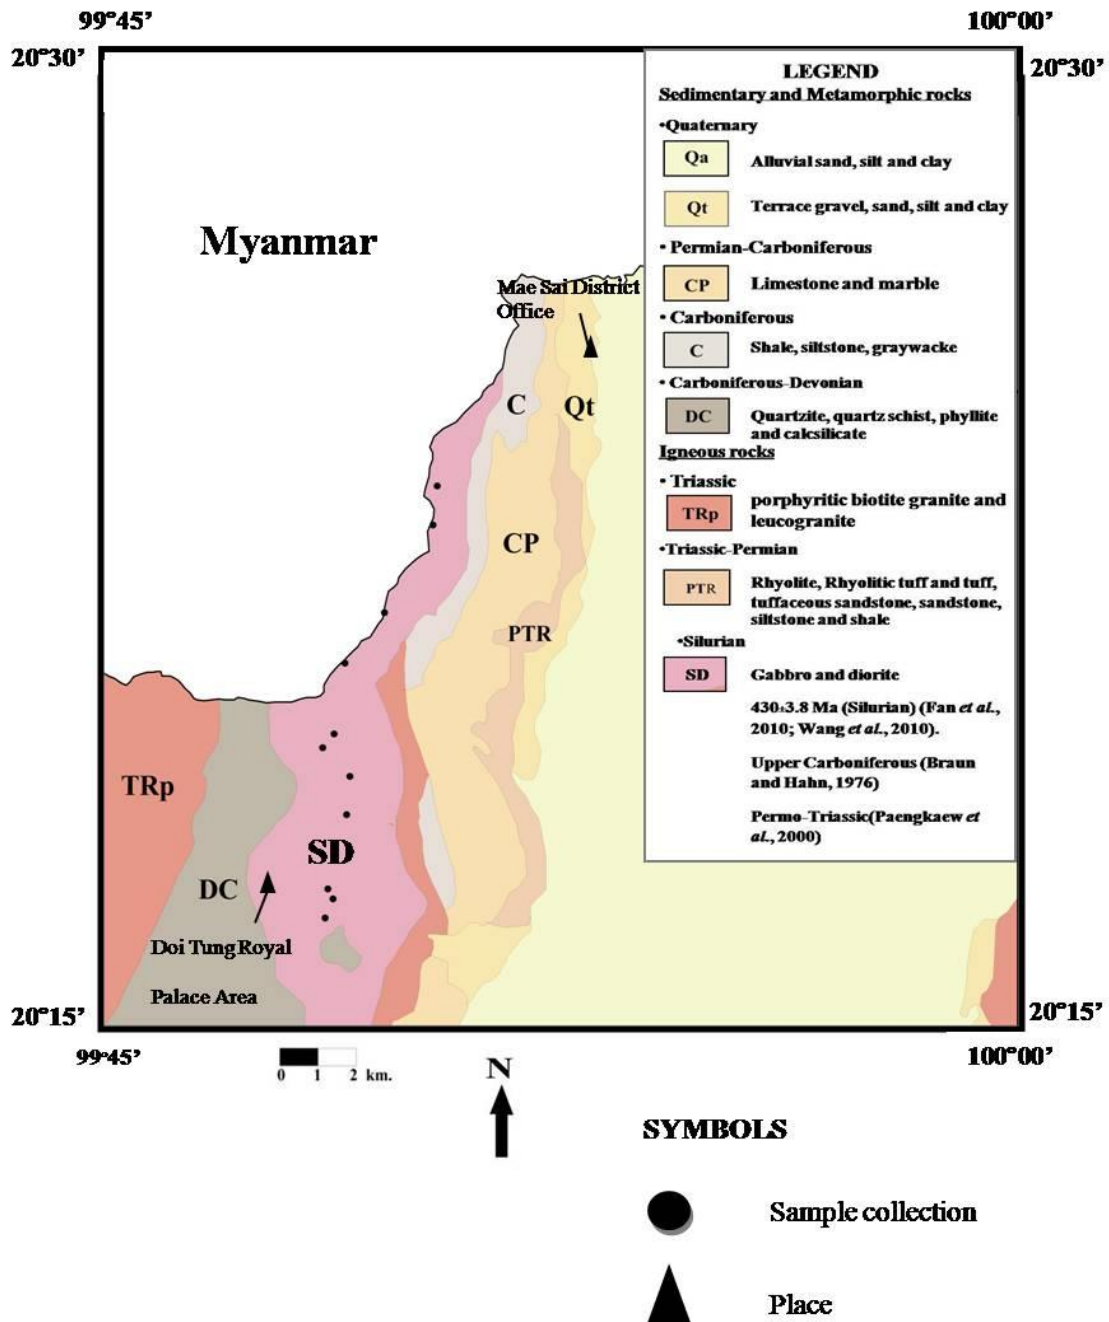 99°45’
100°00’
20°30’
20°30’
LEGEND
Sedimentary and Metamorphic rocks
•Quaternary
Qa
Alluvial sand, silt and clay
Qt
Terrace gravel, sand, silt and clay
• Permian-Carboniferous
CP
Limestone and marble
• Carboniferous
C
Shale, siltstone, graywacke
• Carboniferous-Devonian
DC
Quartzite, quartz schist, phyllite
and calcsilicate
Igneous rocks
• Triassic
TRp
porphyritic biotite granite and
leucogranite
•Triassic-Permian
PTR
Rhyolite, Rhyolitic tuff and tuff,
tuffaceous sandstone, sandstone,
siltstone and shale
•Silurian
SD
Gabbro and diorite
430±3.8 Ma (Silurian) (Fan et al.,
2010; Wang et al., 2010).
Upper Carboniferous (Braun
and Hahn, 1976)
Permo-Triassic(Paengkaew et
al., 2000)
Myanmar
Mae Sai District
Office
C
Qt
CP
PTR
TRp
SD
DC
Doi Tung Royal
Palace Area
20°15’
20°15’
99°45’
100°00’
0 1 2 km.
N
SYMBOLS
Sample collection
Place